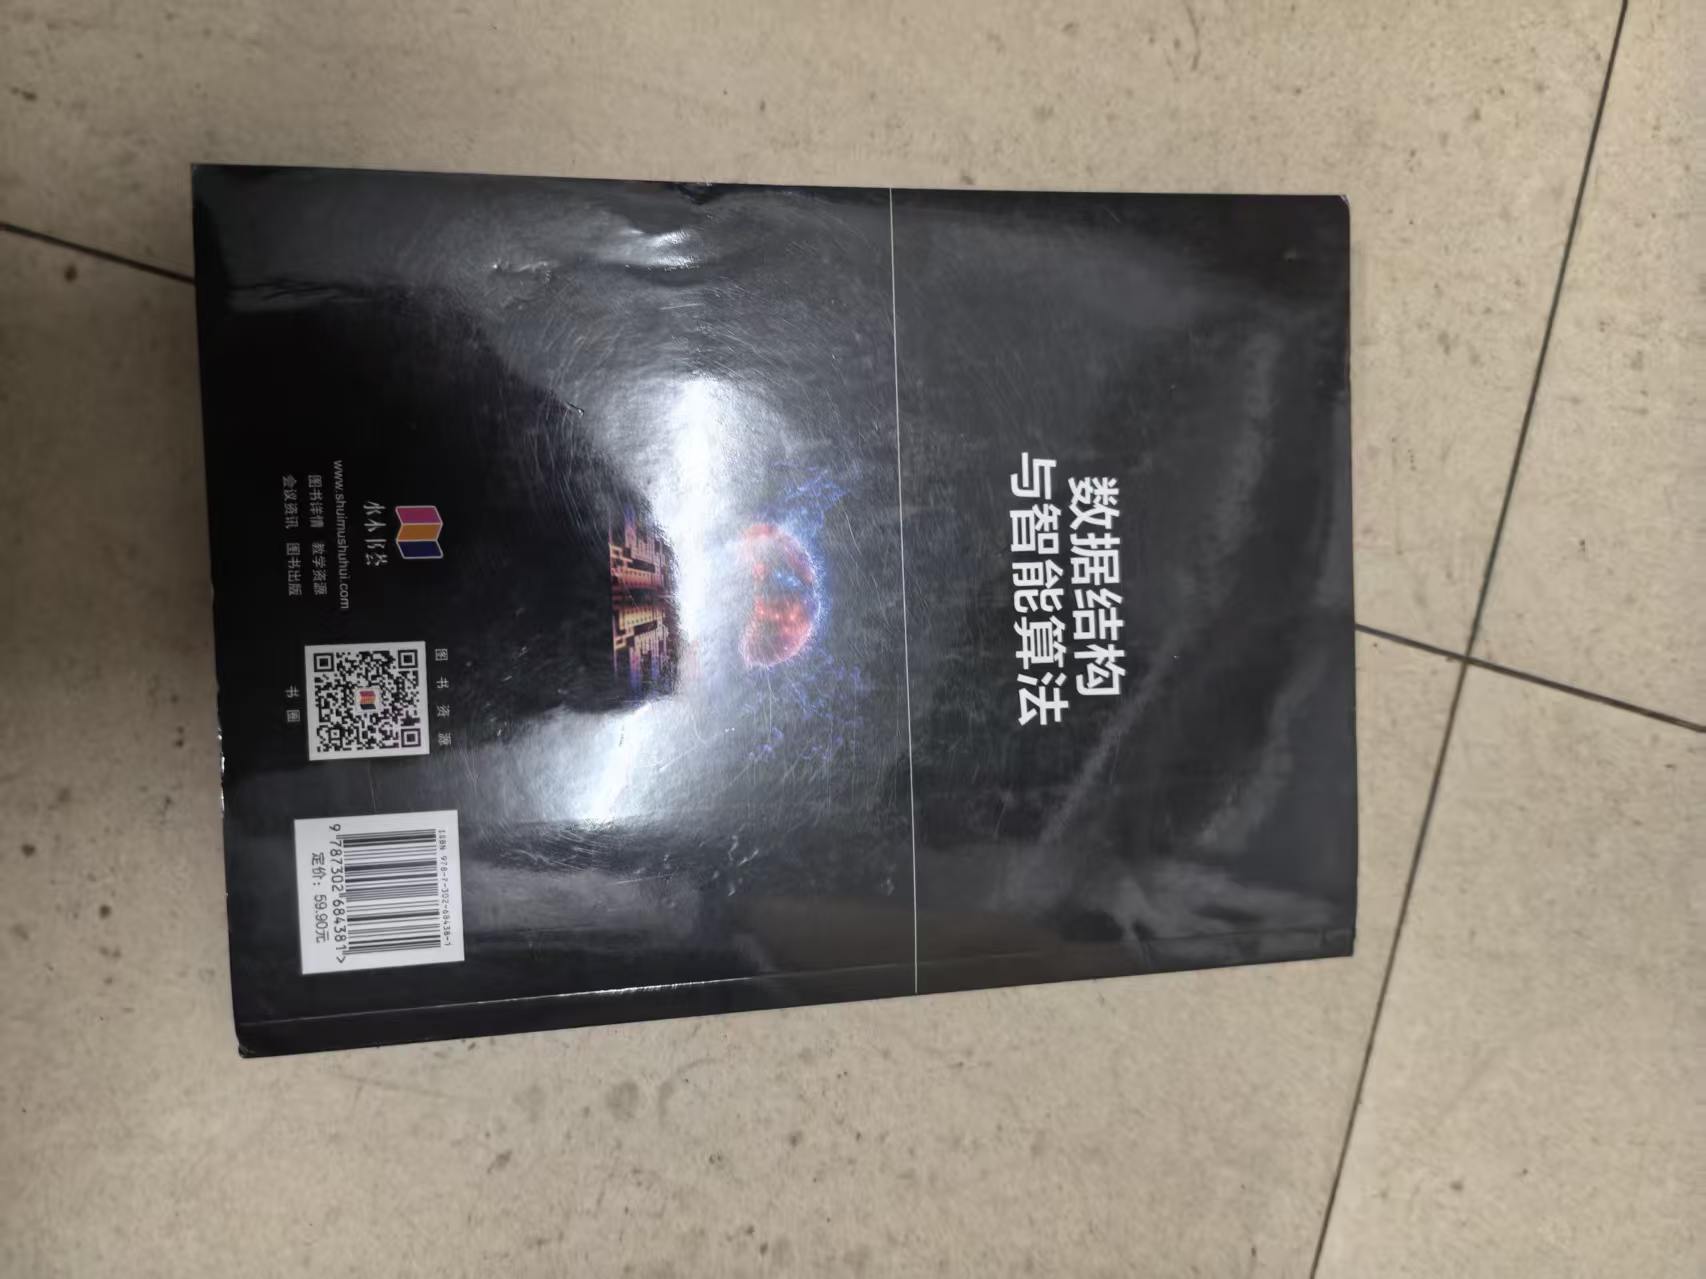 数据结构
与智能算法
水木书荟
www.shuimushuhui.com
图书详情 教学资源
会议资讯 图书出版
图书资源
书圈
ISBN 978-7-302-68438-1
9 787302 684381 >
定价：59.90元